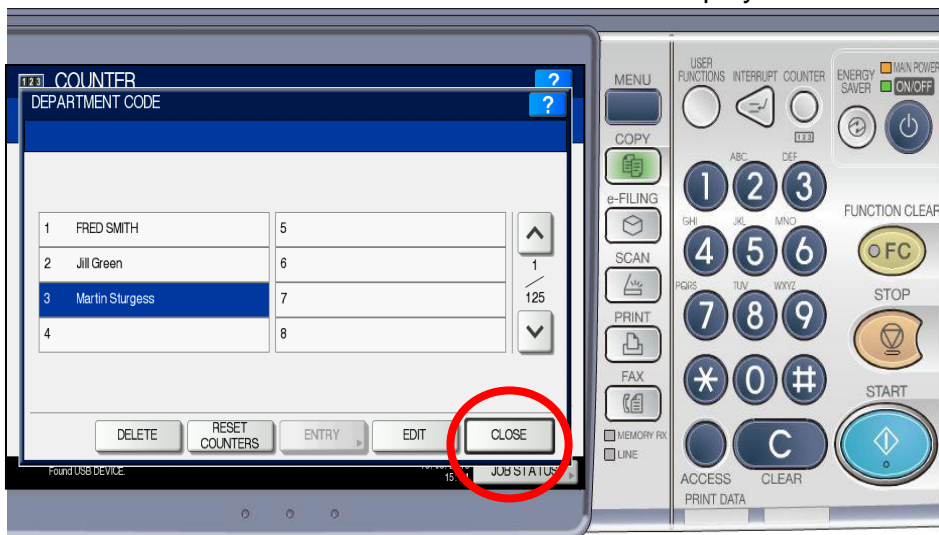 123 COUNTER ?
DEPARTMENT CODE ?
1 FRED SMITH 5
2 Jill Green 6
3 Martin Sturgess 7
4 8
1
125
DELETE RESET COUNTERS ENTRY EDIT CLOSE
Found USB DEVICE. JOB STATUS
MENU
COPY
e-FILING
SCAN
PRINT
FAX
MEMORY RX
LINE
USER FUNCTIONS INTERRUPT COUNTER
123
ENERGY SAVER
MAIN POWER
ON/OFF
ABC DEF
1 2 3
GHI JKL MNO
4 5 6
PQRS TUV WXYZ
7 8 9
* 0 #
FUNCTION CLEAR
FC
STOP
START
C
ACCESS CLEAR
PRINT DATA